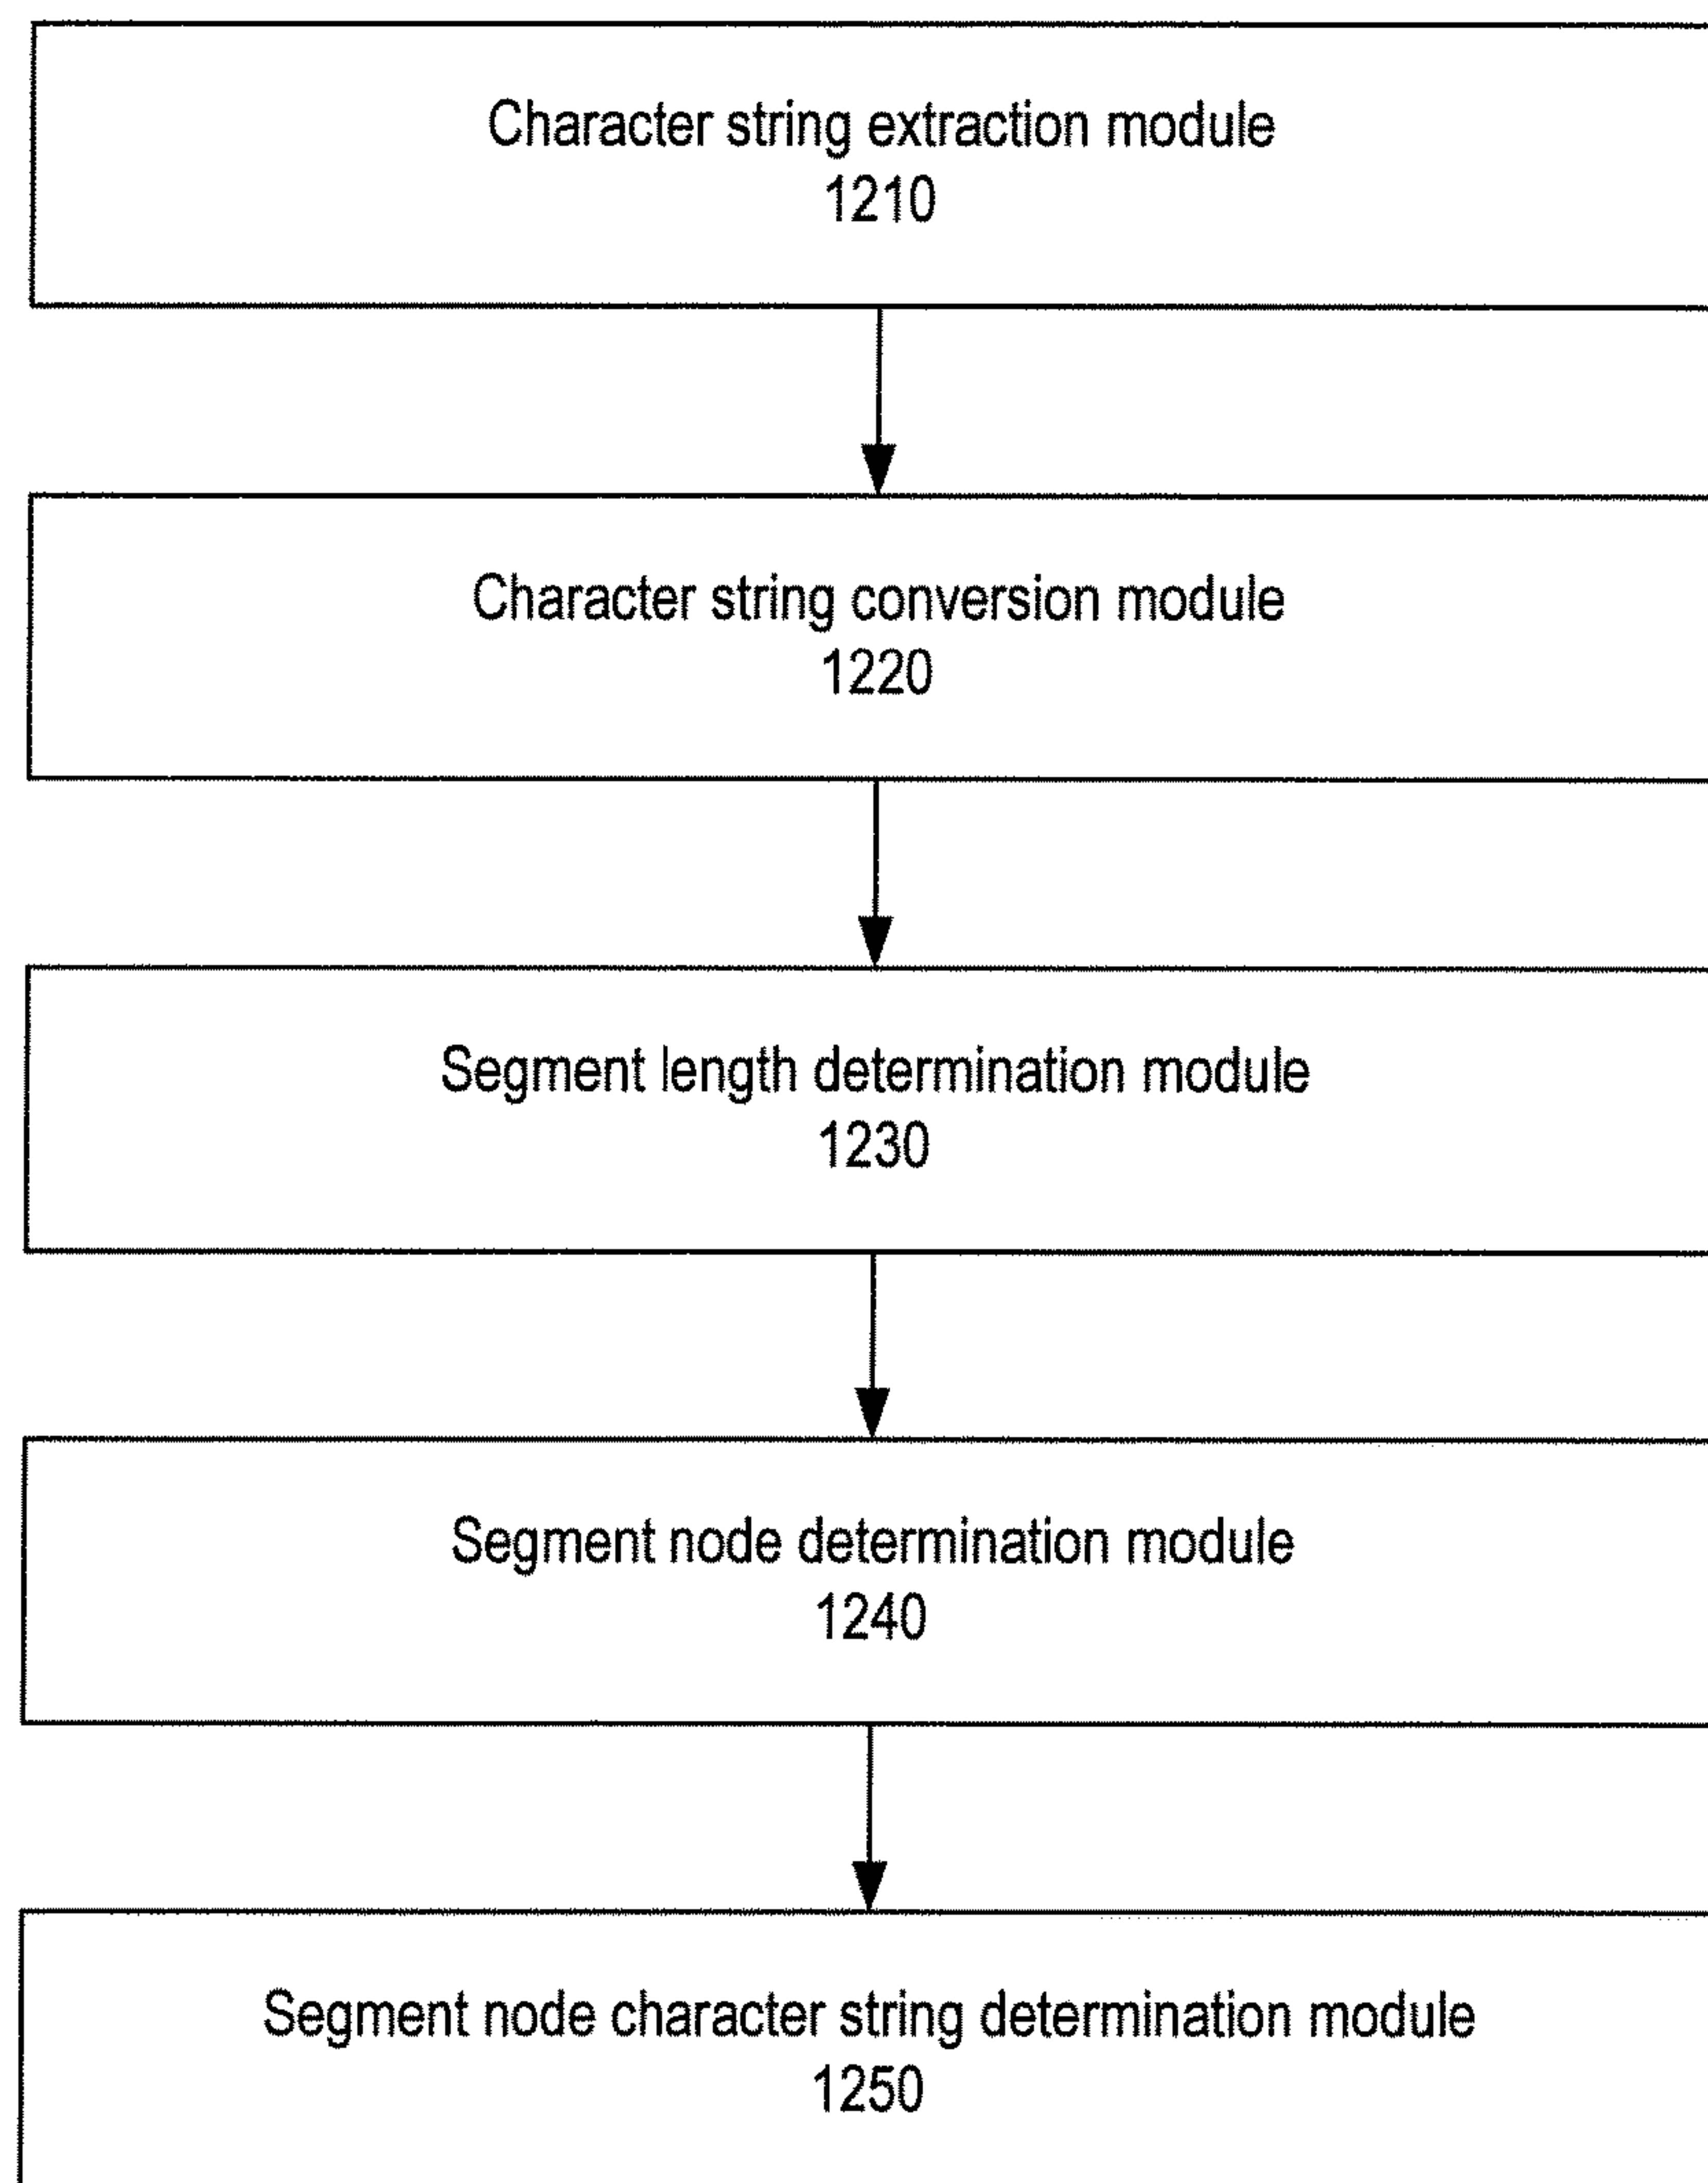 Character string extraction module
1210
Character string conversion module
1220
Segment length determination module
1230
Segment node determination module
1240
Segment node character string determination module
1250